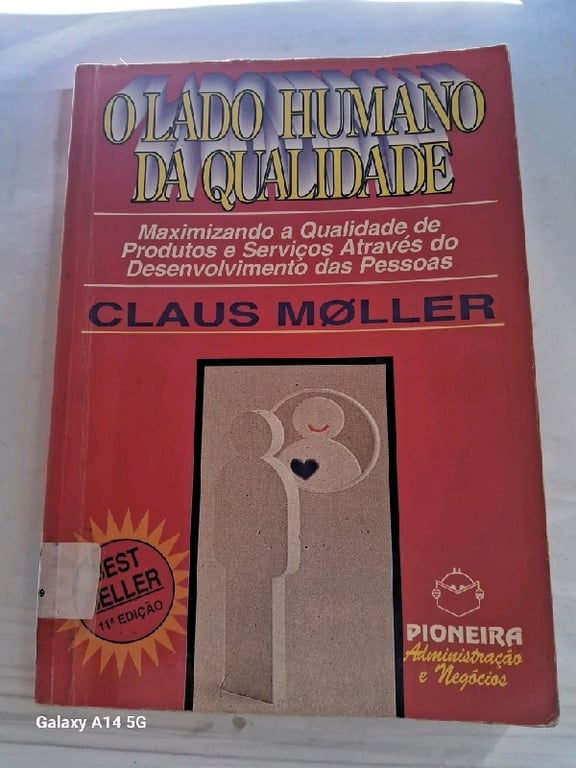 O LADO HUMANO
DA QUALIDADE
Maximizando a Qualidade de
Produtos e Serviços Através do
Desenvolvimento das Pessoas
CLAUS MØLLER
BEST
SELLER
11ª EDIÇÃO
PIONEIRA
Administração
e Negócios
Galaxy A14 5G